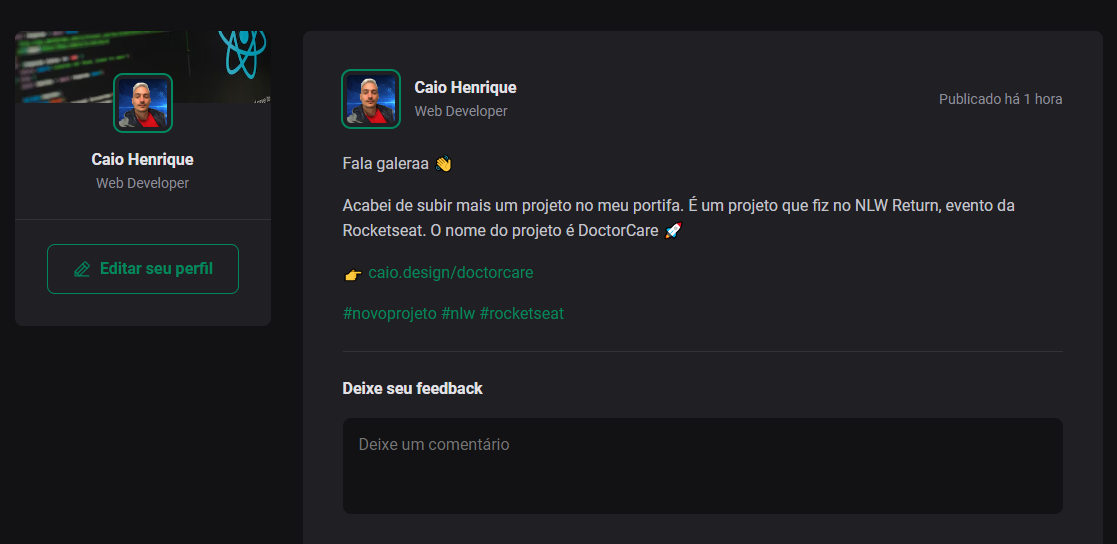 Caio Henrique
Web Developer
Editar seu perfil
Caio Henrique
Web Developer
Publicado há 1 hora
Fala galeraa 👋
Acabei de subir mais um projeto no meu portifa. É um projeto que fiz no NLW Return, evento da
Rocketseat. O nome do projeto é DoctorCare 🚀
👉 caio.design/doctorcare
#novoprojeto #nlw #rocketseat
Deixe seu feedback
Deixe um comentário